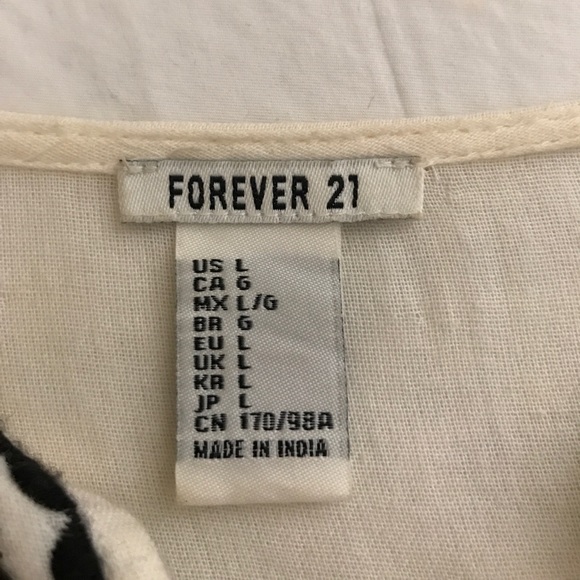 FOREVER 21
US L
CA G
MX L/G
BR G
EU L
UK L
KR L
JP L
CN 170/98A
MADE IN INDIA